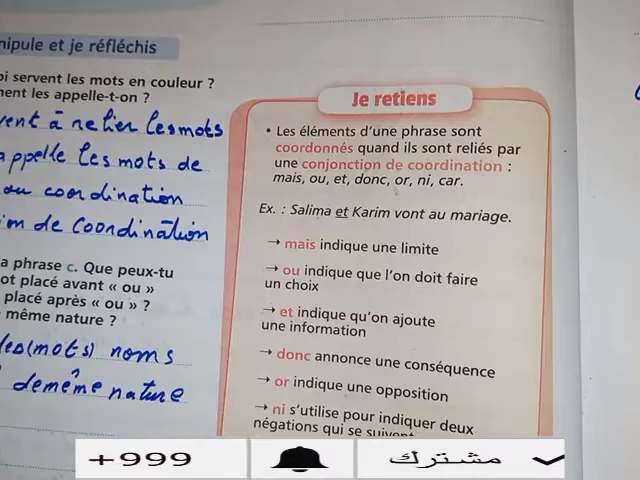 nipule et je réfléchis
oi servent les mots en couleur ?
ment les appelle-t-on ?
vent à relier les mots
appelle les mots de
ou coordination
de Coordination
a phrase c. Que peux-tu
ot placé avant « ou »
placé après « ou » ?
même nature ?
des(mots) noms
demême nature
Je retiens
• Les éléments d'une phrase sont
coordonnés quand ils sont reliés par
une conjonction de coordination :
mais, ou, et, donc, or, ni, car.
Ex. : Salima et Karim vont au mariage.
→ mais indique une limite
→ ou indique que l'on doit faire
un choix
→ et indique qu'on ajoute
une information
→ donc annonce une conséquence
→ or indique une opposition
→ ni s'utilise pour indiquer deux
négations qui se suivent
+999
مشترك